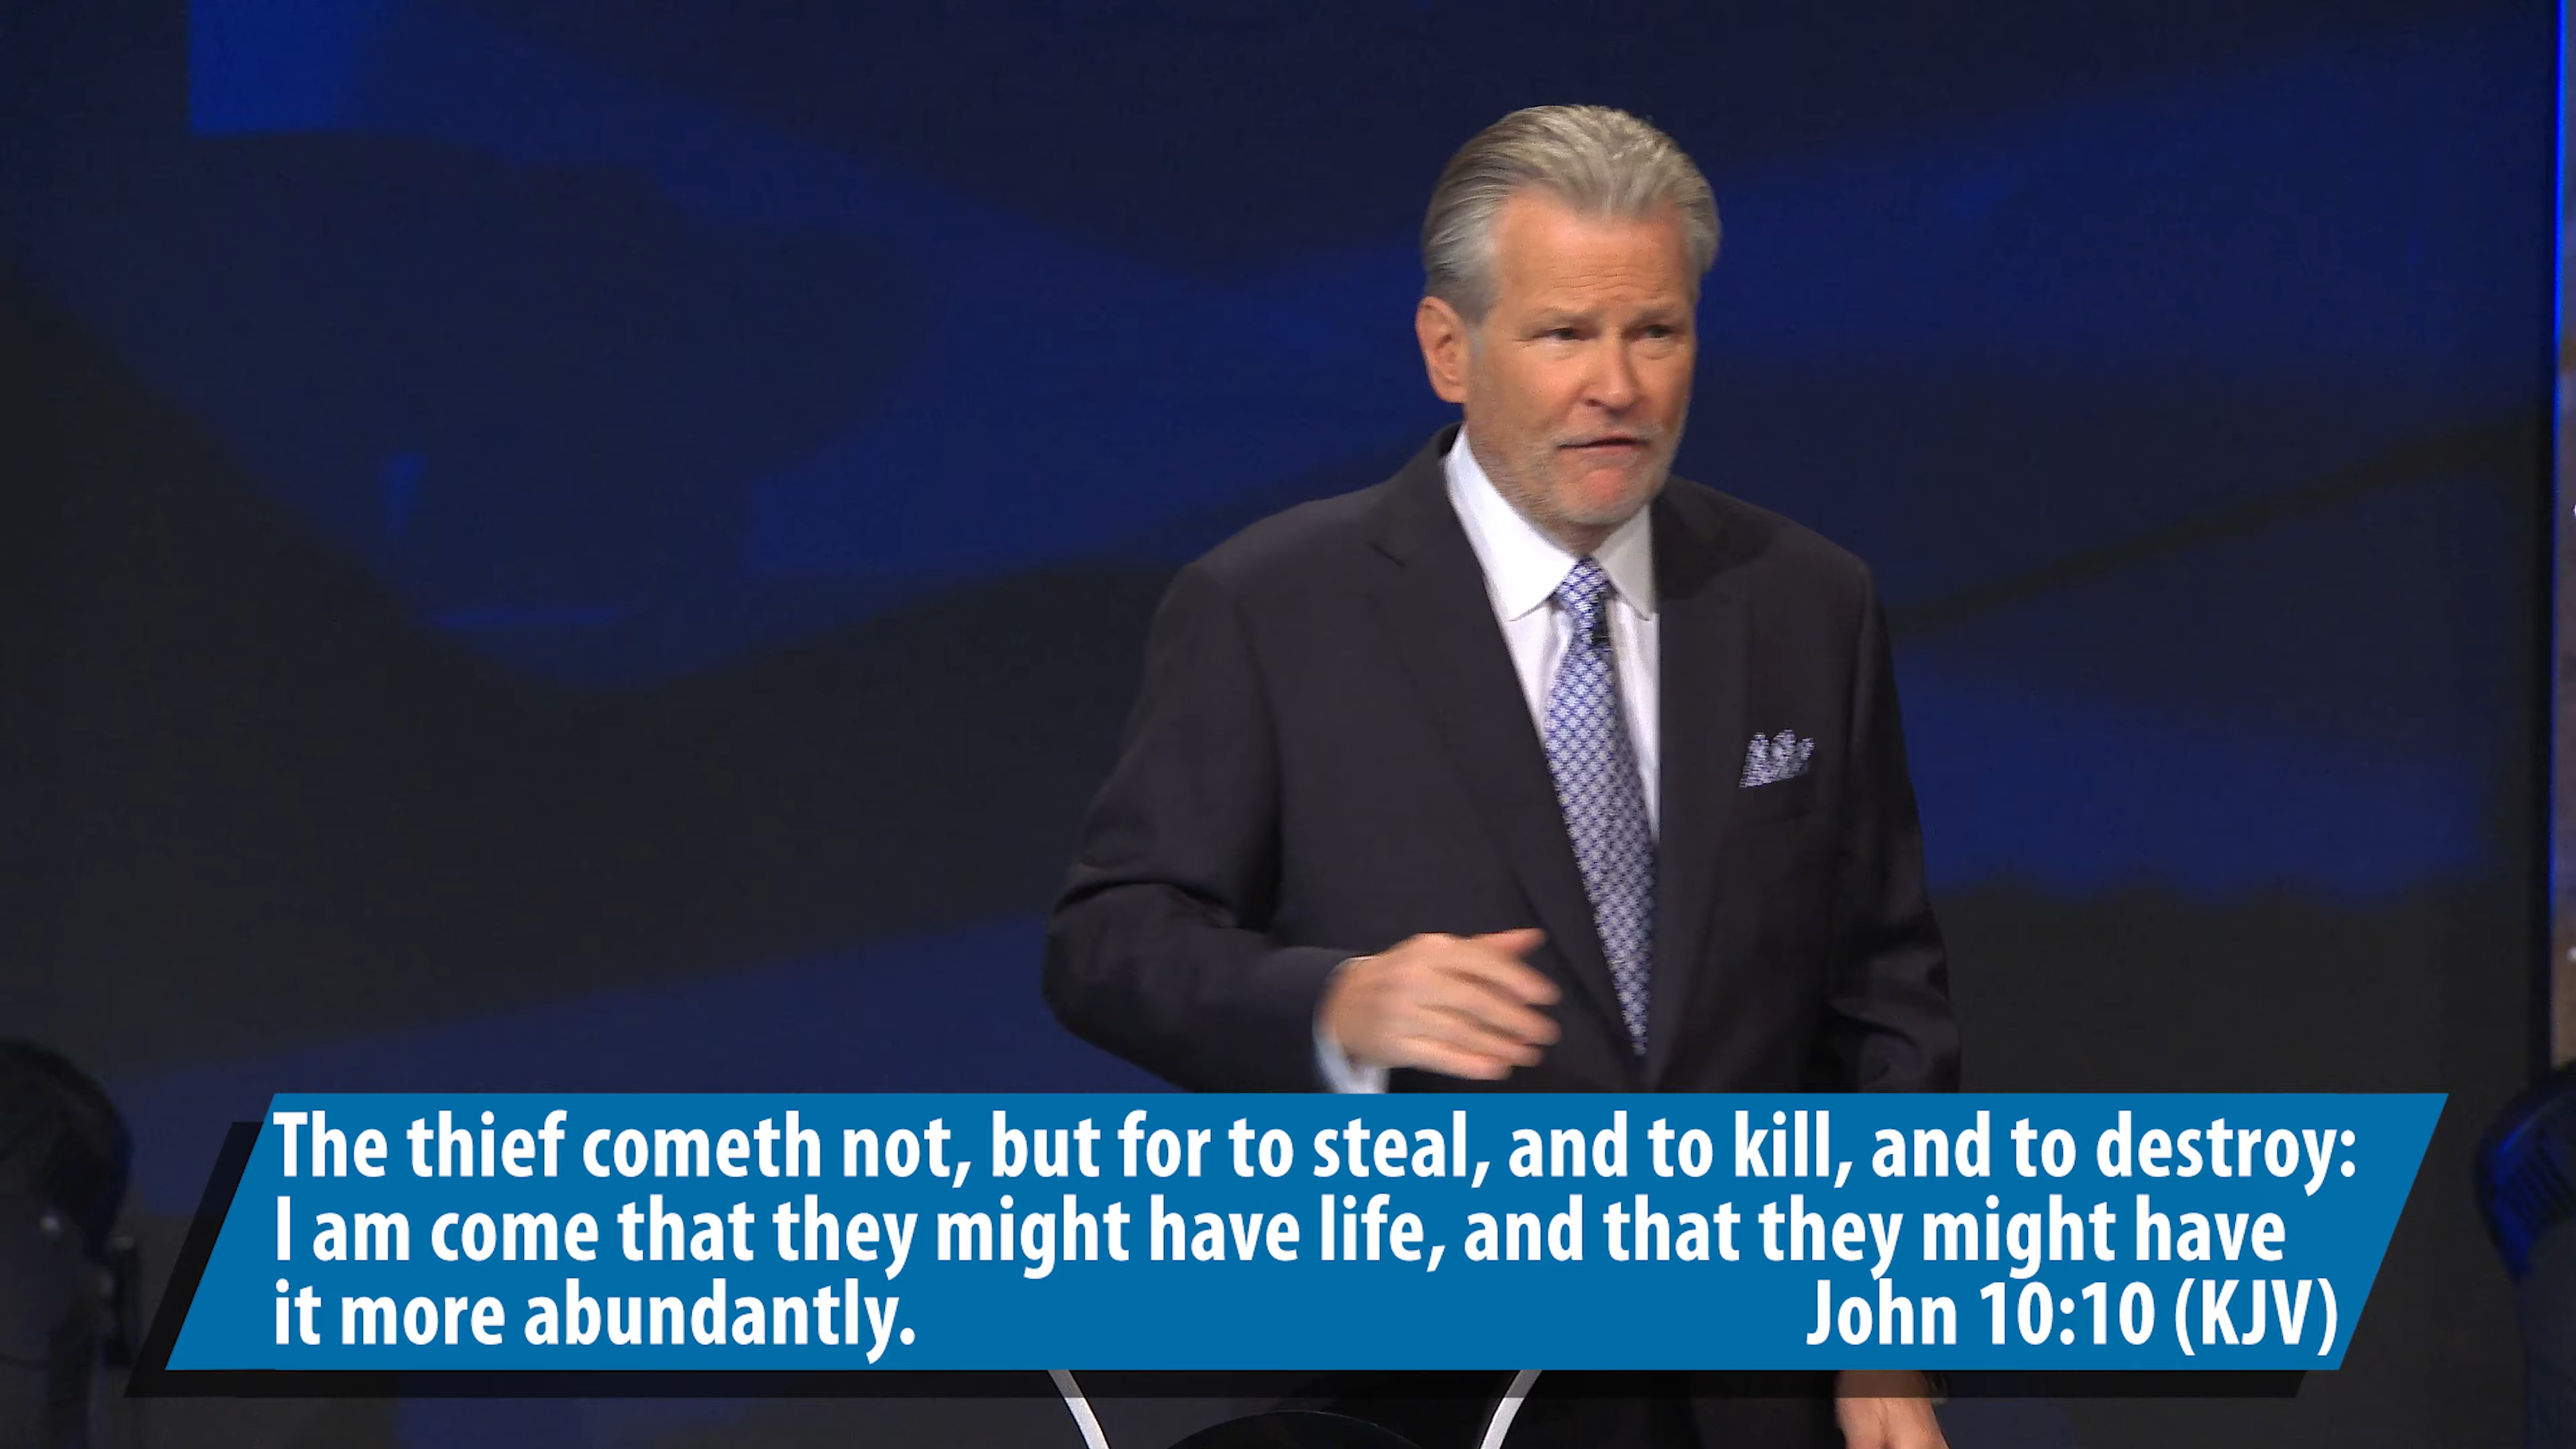 The thief cometh not, but for to steal, and to kill, and to destroy:
I am come that they might have life, and that they might have
it more abundantly. John 10:10 (KJV)